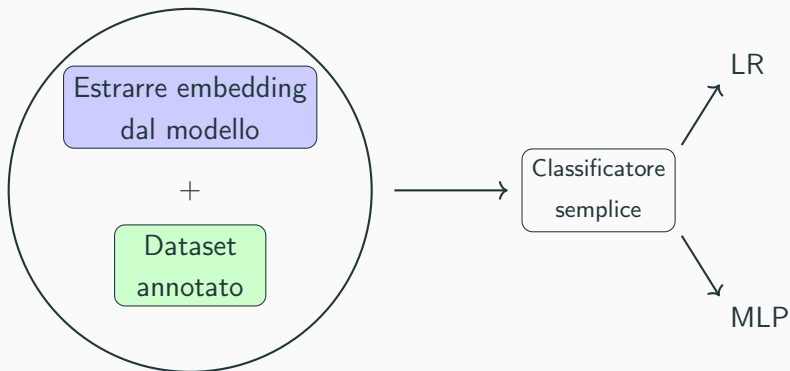 Estrarre embedding
dal modello
+
Dataset
annotato
Classificatore
semplice
LR
MLP